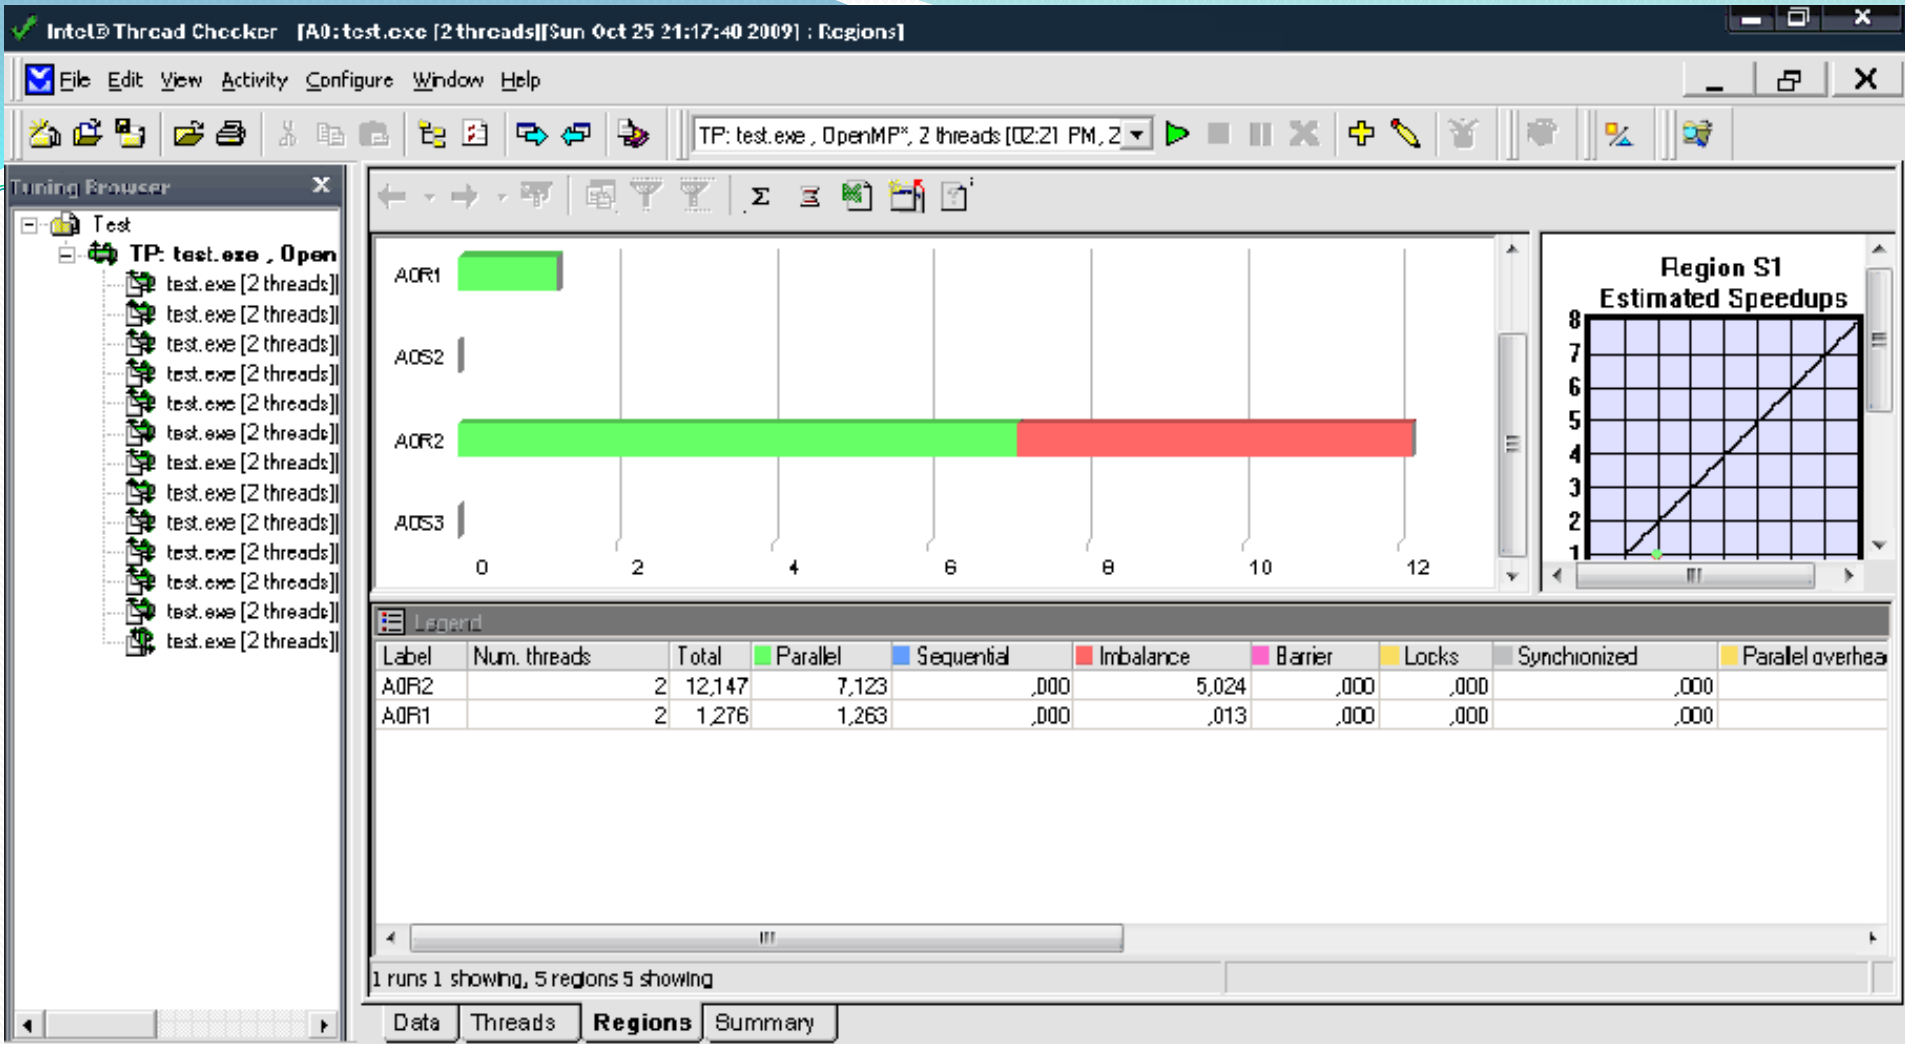 Intel® Thread Checker [A0: test.exe [2 threads][Sun Oct 25 21:17:40 2009] : Regions]
File Edit View Activity Configure Window Help
TP: test.exe , OpenMP*, 2 threads [02:21 PM, 2
Tuning Browser
Test
TP: test.exe , Open
test.exe [2 threads]
test.exe [2 threads]
test.exe [2 threads]
test.exe [2 threads]
test.exe [2 threads]
test.exe [2 threads]
test.exe [2 threads]
test.exe [2 threads]
test.exe [2 threads]
test.exe [2 threads]
test.exe [2 threads]
test.exe [2 threads]
test.exe [2 threads]
A0R1
A0S2
A0R2
A0S3
0 2 4 6 8 10 12
Region S1
Estimated Speedups
8
7
6
5
4
3
2
1
Legend
Label Num. threads Total Parallel Sequential Imbalance Barrier Locks Synchronized Parallel overhea
A0R2 2 12,147 7,123 ,000 5,024 ,000 ,000 ,000
A0R1 2 1,276 1,263 ,000 ,013 ,000 ,000 ,000
1 runs 1 showing, 5 regions 5 showing
Data Threads Regions Summary